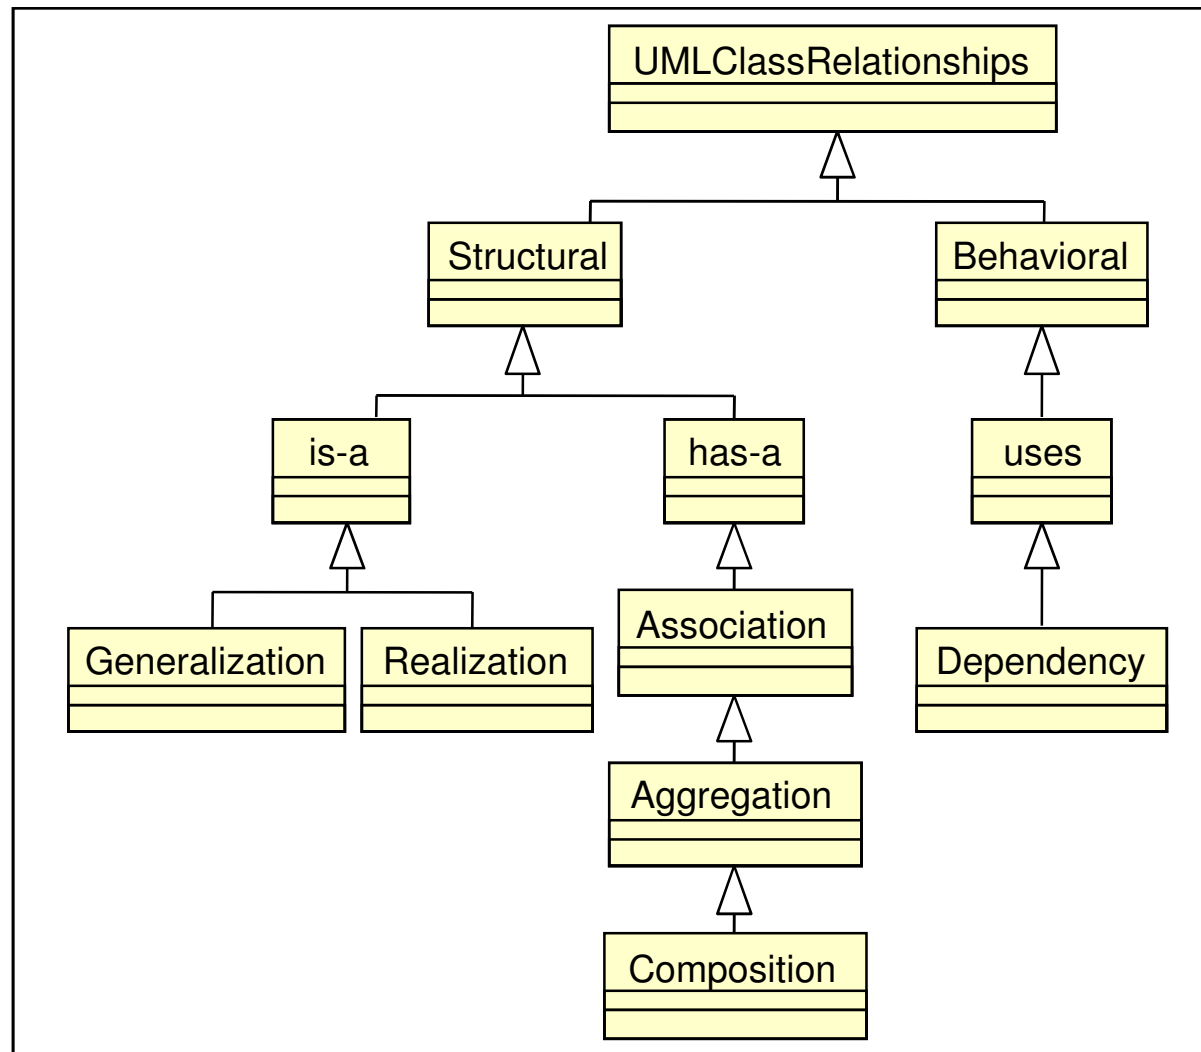 UMLClassRelationships
Structural
Behavioral
is-a
has-a
uses
Association
Generalization
Realization
Dependency
Aggregation
Composition